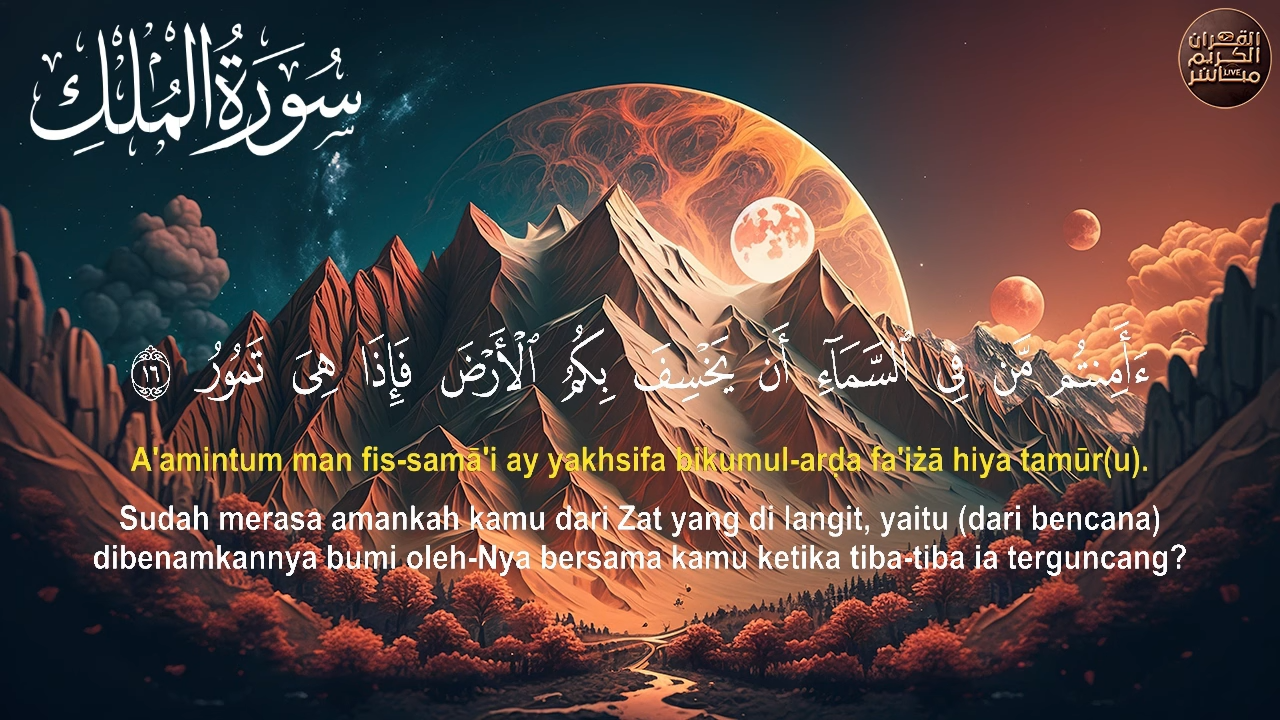 سُورَةُ المُلْكِ
القرآن
الكريم
LIVE
مباشر
ءَأَمِنتُم مَّن فِي ٱلسَّمَآءِ أَن يَخْسِفَ بِكُمُ ٱلْأَرْضَ فَإِذَا هِىَ تَمُورُ ١٦
A'amintum man fis-samā'i ay yakhsifa bikumul-arḍa fa'iżā hiya tamūr(u).
Sudah merasa amankah kamu dari Zat yang di langit, yaitu (dari bencana)
dibenamkannya bumi oleh-Nya bersama kamu ketika tiba-tiba ia terguncang?